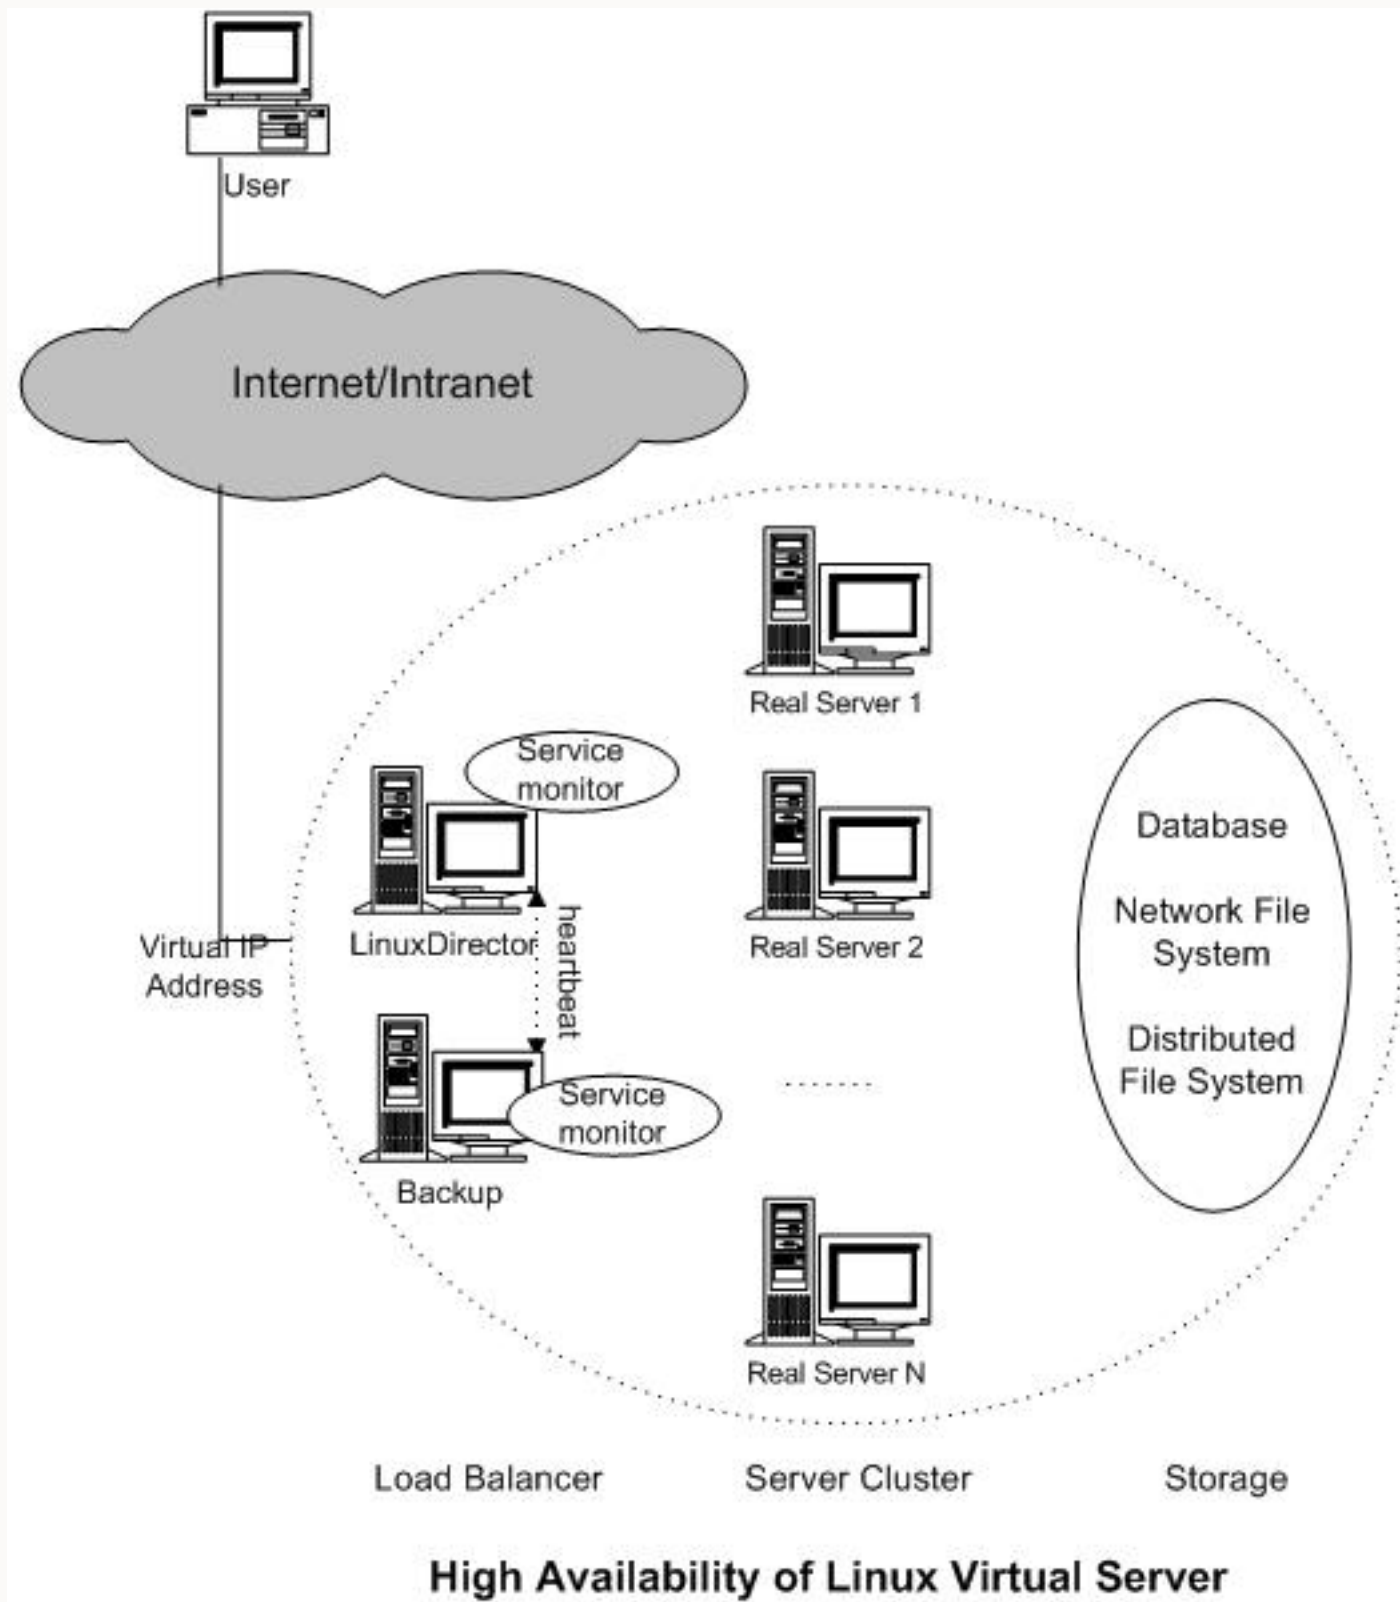 User
Internet/Intranet
Real Server 1
Service
monitor
LinuxDirector
heartbeat
Real Server 2
Virtual IP
Address
Service
monitor
Backup
Real Server N
Database
Network File
System
Distributed
File System
Load Balancer
Server Cluster
Storage
High Availability of Linux Virtual Server